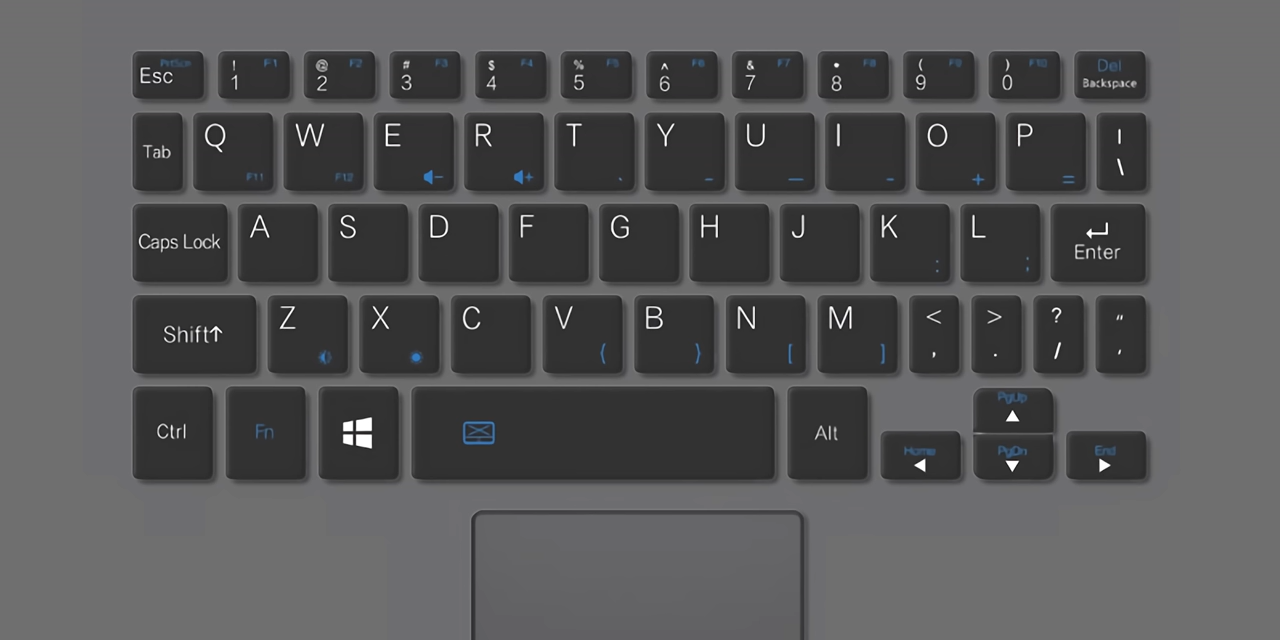 Esc PrtScn ! 1 F1 @ 2 F2 # 3 F3 $ 4 F4 % 5 F5 ^ 6 F6 & 7 F7 * 8 F8 ( 9 F9 ) 0 F10 Del
Backspace
Tab Q F11 W F12 E R T Y U I O + P = | \
Caps Lock A S D F G H J K : L ; Enter
Shift↑ Z X C V { B } N [ M ] < , > . ? / " '
Ctrl Fn Alt Home ◀ PgUp ▲ PgDn ▼ End ▶